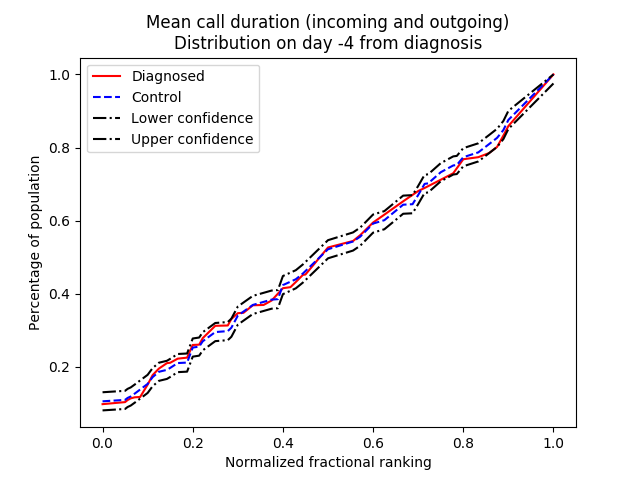 Mean call duration (incoming and outgoing)
Distribution on day -4 from diagnosis
Diagnosed
Control
Lower confidence
Upper confidence
Percentage of population
1.0
0.8
0.6
0.4
0.2
0.0 0.2 0.4 0.6 0.8 1.0
Normalized fractional ranking